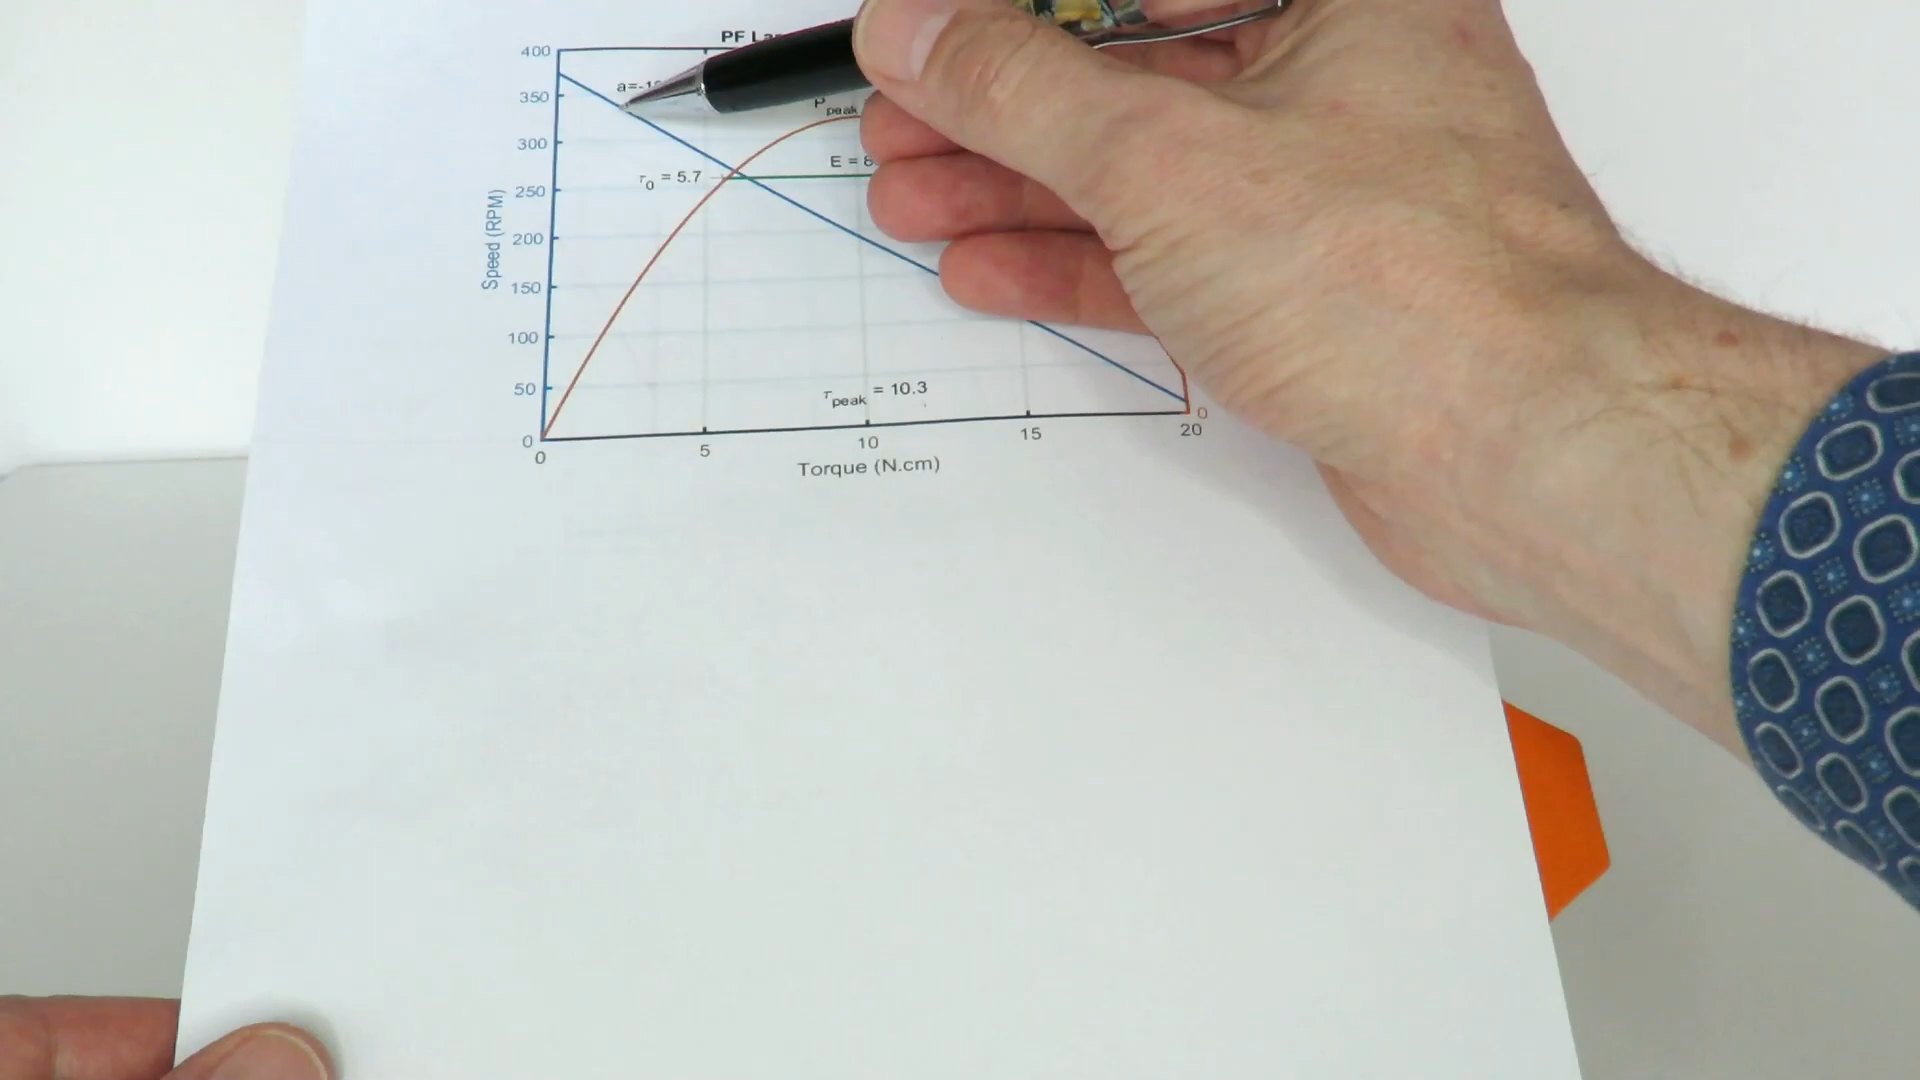 PF
400
a=-1
350
P peak
300
E = 8
τ0 = 5.7
250
Speed (RPM)
200
150
100
50
τpeak = 10.3
0
0
0
5
10
15
20
Torque (N.cm)